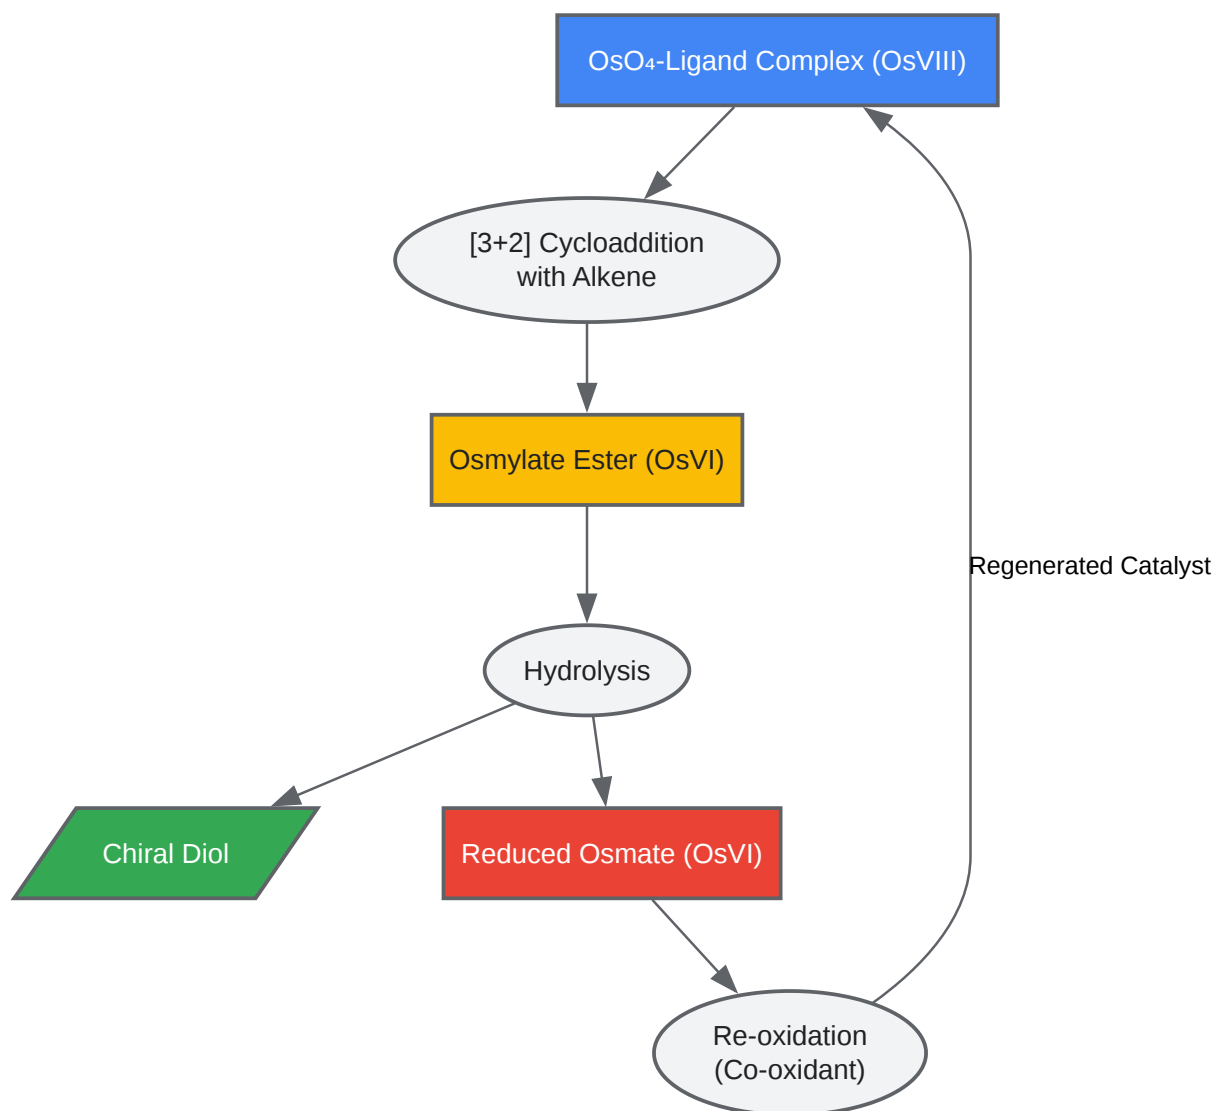 OsO₄-Ligand Complex (OsVIII)
[3+2] Cycloaddition
with Alkene
Osmylate Ester (OsVI)
Regenerated Catalyst
Hydrolysis
Chiral Diol
Reduced Osmate (OsVI)
Re-oxidation
(Co-oxidant)